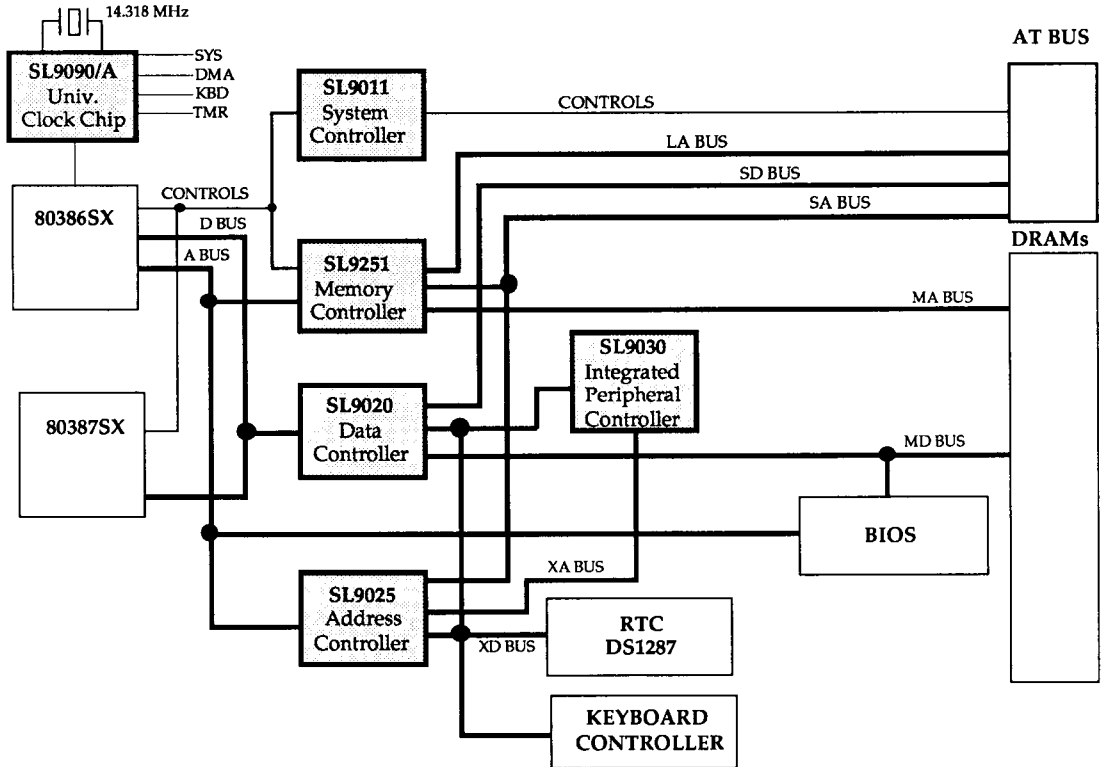 14.318 MHz
SL9090/A
Univ.
Clock Chip
SYS
DMA
KBD
TMR
SL9011
System
Controller
AT BUS
CONTROLS
LA BUS
SD BUS
SA BUS
80386SX
CONTROLS
D BUS
A BUS
SL9251
Memory
Controller
DRAMs
MA BUS
SL9030
Integrated
Peripheral
Controller
80387SX
SL9020
Data
Controller
MD BUS
BIOS
SL9025
Address
Controller
XA BUS
XD BUS
RTC
DS1287
KEYBOARD
CONTROLLER